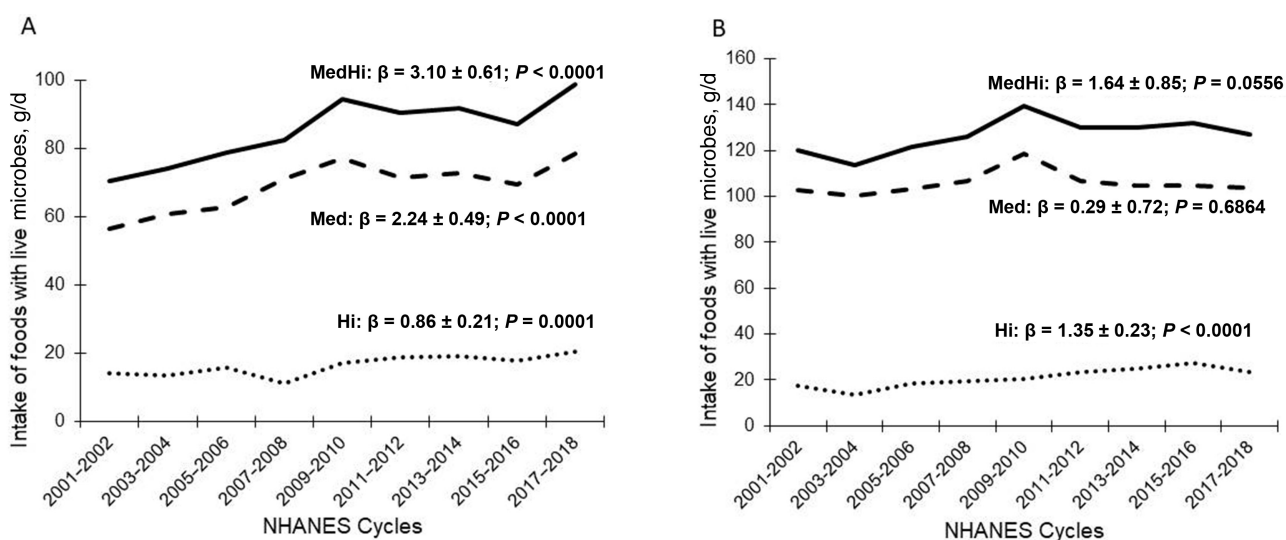 A
Intake of foods with live microbes, g/d
100
80
60
40
20
0
MedHi: β = 3.10 ± 0.61; P < 0.0001
Med: β = 2.24 ± 0.49; P < 0.0001
Hi: β = 0.86 ± 0.21; P = 0.0001
2001–2002
2003–2004
2005–2006
2007–2008
2009–2010
2011–2012
2013–2014
2015–2016
2017–2018
NHANES Cycles
B
Intake of foods with live microbes, g/d
160
140
120
100
80
60
40
20
0
MedHi: β = 1.64 ± 0.85; P = 0.0556
Med: β = 0.29 ± 0.72; P = 0.6864
Hi: β = 1.35 ± 0.23; P < 0.0001
2001–2002
2003–2004
2005–2006
2007–2008
2009–2010
2011–2012
2013–2014
2015–2016
2017–2018
NHANES Cycles